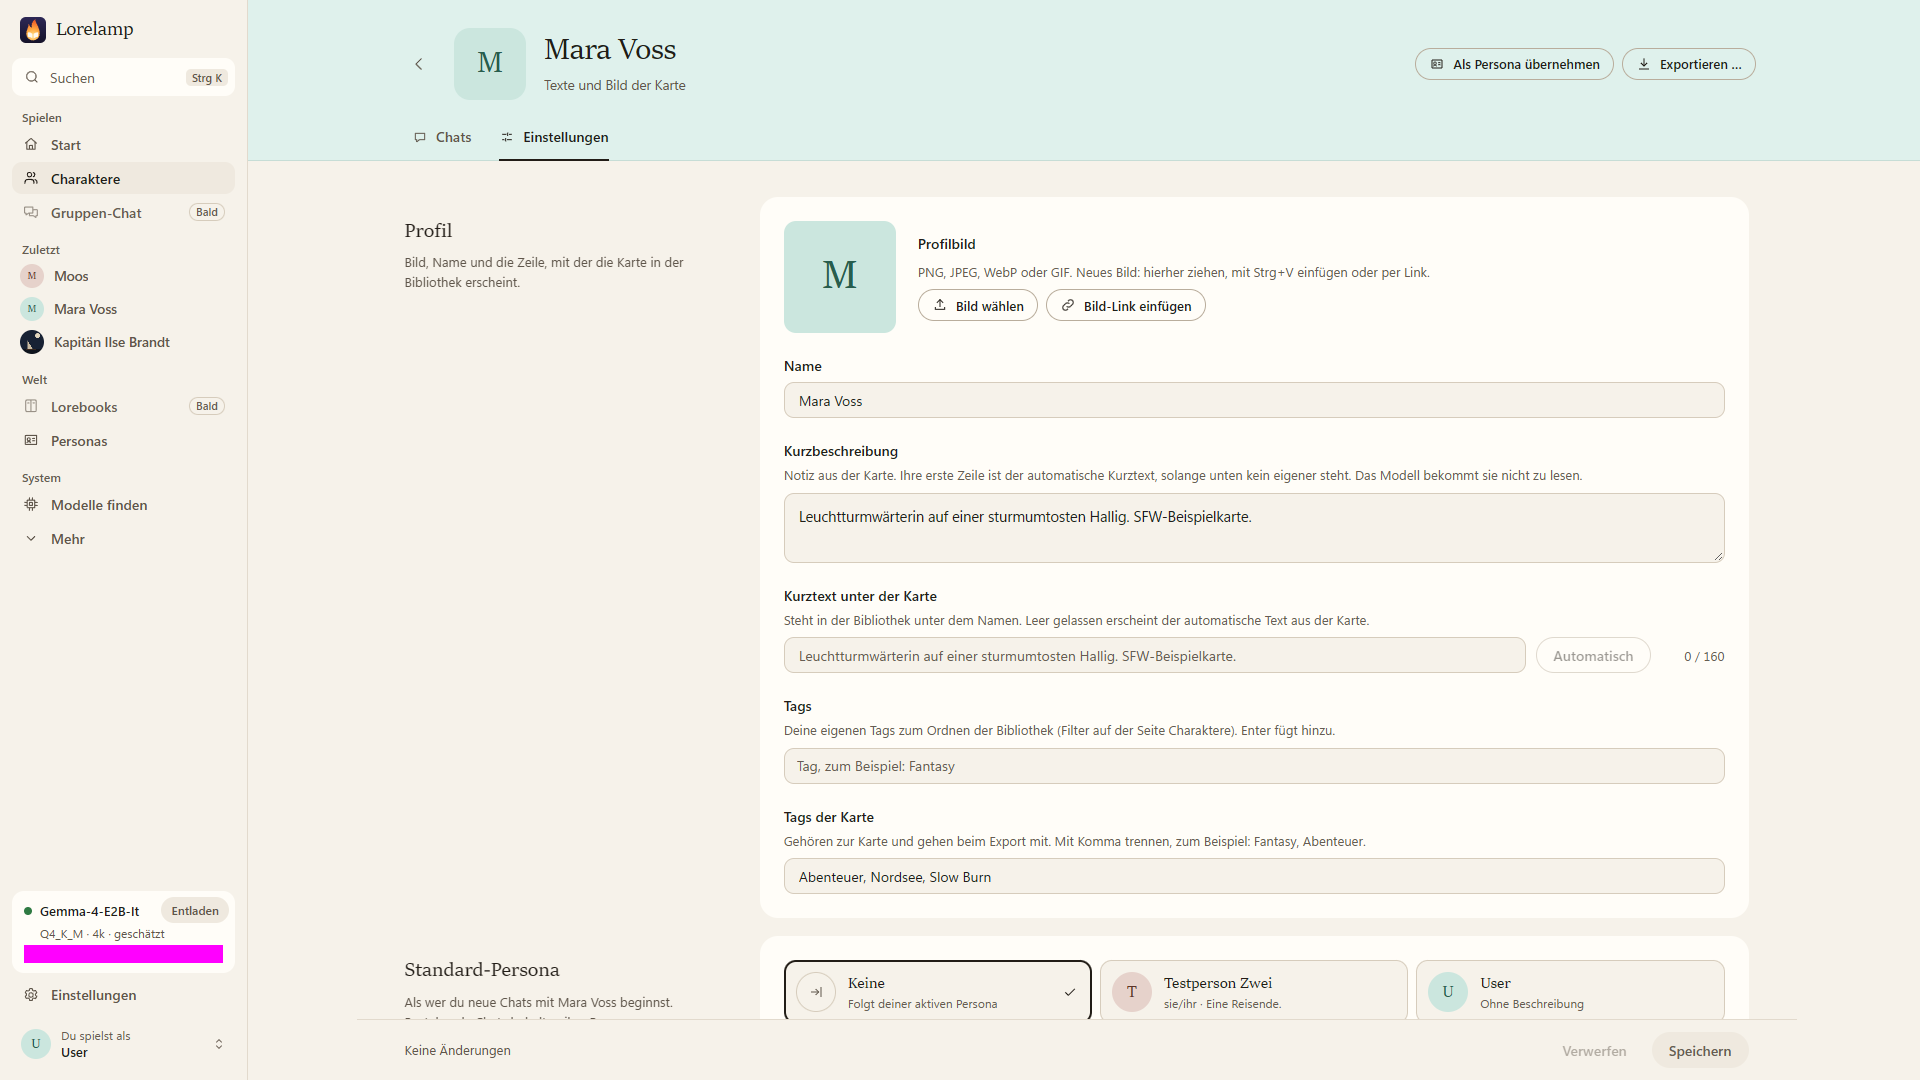 Lorelamp
Suchen
Strg K
Spielen
Start
Charaktere
Gruppen-Chat
Bald
Zuletzt
M
Moos
M
Mara Voss
Kapitän Ilse Brandt
Welt
Lorebooks
Bald
Personas
System
Modelle finden
Mehr
Gemma-4-E2B-It
Entladen
Q4_K_M · 4k · geschätzt
Einstellungen
U
Du spielst als
User
M
Mara Voss
Texte und Bild der Karte
Als Persona übernehmen
Exportieren ...
Chats
Einstellungen
Profil
Bild, Name und die Zeile, mit der die Karte in der
Bibliothek erscheint.
M
Profilbild
PNG, JPEG, WebP oder GIF. Neues Bild: hierher ziehen, mit Strg+V einfügen oder per Link.
Bild wählen
Bild-Link einfügen
Name
Mara Voss
Kurzbeschreibung
Notiz aus der Karte. Ihre erste Zeile ist der automatische Kurztext, solange unten kein eigener steht. Das Modell bekommt sie nicht zu lesen.
Leuchtturmwärterin auf einer sturmumtosten Hallig. SFW-Beispielkarte.
Kurztext unter der Karte
Steht in der Bibliothek unter dem Namen. Leer gelassen erscheint der automatische Text aus der Karte.
Leuchtturmwärterin auf einer sturmumtosten Hallig. SFW-Beispielkarte.
Automatisch
0 / 160
Tags
Deine eigenen Tags zum Ordnen der Bibliothek (Filter auf der Seite Charaktere). Enter fügt hinzu.
Tag, zum Beispiel: Fantasy
Tags der Karte
Gehören zur Karte und gehen beim Export mit. Mit Komma trennen, zum Beispiel: Fantasy, Abenteuer.
Abenteuer, Nordsee, Slow Burn
Standard-Persona
Als wer du neue Chats mit Mara Voss beginnst.
Keine
Folgt deiner aktiven Persona
T
Testperson Zwei
sie/ihr · Eine Reisende.
U
User
Ohne Beschreibung
Keine Änderungen
Verwerfen
Speichern